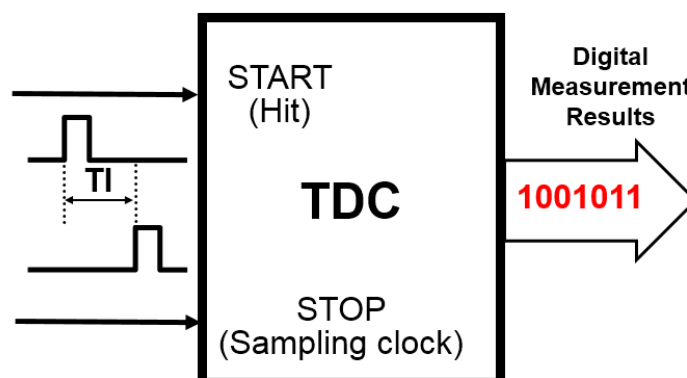 START
(Hit)
TI
TDC
STOP
(Sampling clock)
Digital
Measurement
Results
1001011